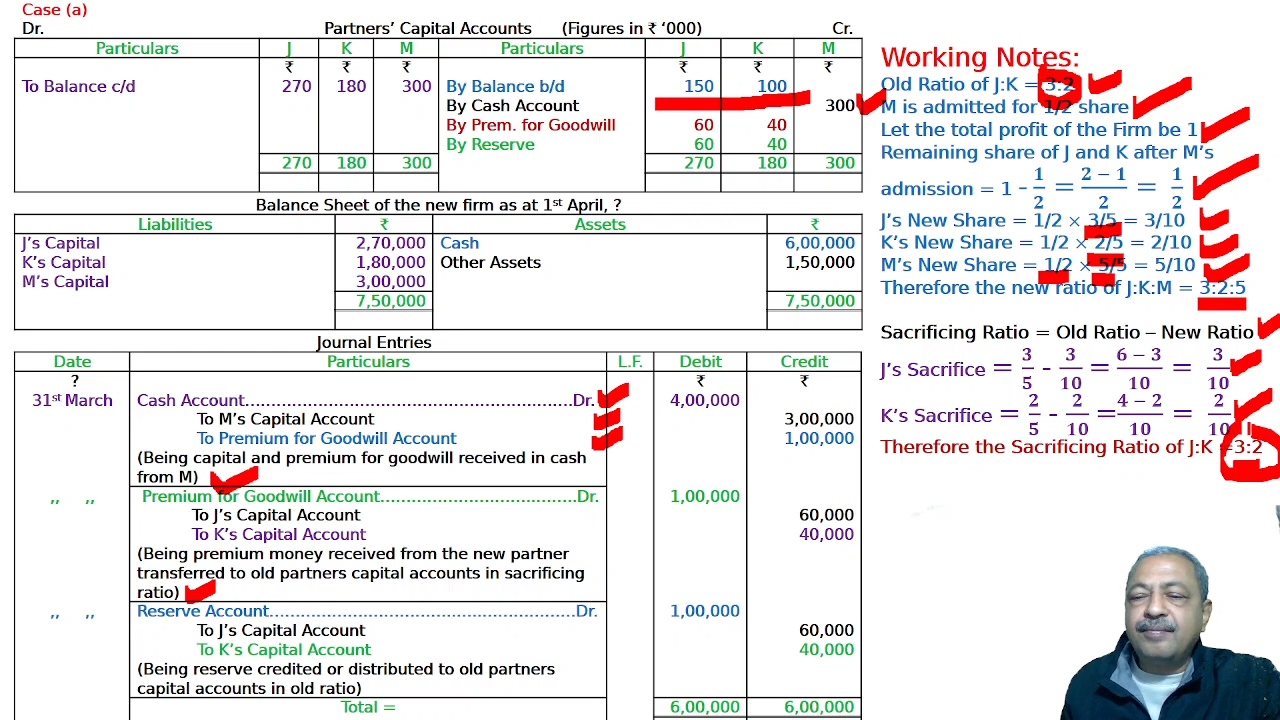 Case (a)
Dr. Partners’ Capital Accounts (Figures in ₹ ‘000) Cr.
Particulars J K M Particulars J K M
₹ ₹ ₹ ₹ ₹ ₹
To Balance c/d 270 180 300 By Balance b/d 150 100
By Cash Account 300
By Prem. for Goodwill 60 40
By Reserve 60 40
270 180 300 270 180 300
Balance Sheet of the new firm as at 1st April, ?
Liabilities ₹ Assets ₹
J’s Capital 2,70,000 Cash 6,00,000
K’s Capital 1,80,000 Other Assets 1,50,000
M’s Capital 3,00,000
7,50,000 7,50,000
Journal Entries
Date Particulars L.F. Debit Credit
? ₹ ₹
31st March Cash Account.......................................................Dr. 4,00,000
To M’s Capital Account 3,00,000
To Premium for Goodwill Account 1,00,000
(Being capital and premium for goodwill received in cash
from M)
,, ,, Premium for Goodwill Account.................................Dr. 1,00,000
To J’s Capital Account 60,000
To K’s Capital Account 40,000
(Being premium money received from the new partner
transferred to old partners capital accounts in sacrificing
ratio)
,, ,, Reserve Account....................................................Dr. 1,00,000
To J’s Capital Account 60,000
To K’s Capital Account 40,000
(Being reserve credited or distributed to old partners
capital accounts in old ratio)
Total = 6,00,000 6,00,000
Working Notes:
Old Ratio of J:K = 3:2
M is admitted for 1/2 share
Let the total profit of the Firm be 1
Remaining share of J and K after M’s
admission = 1 - 1/2 = (2 − 1)/2 = 1/2
J’s New Share = 1/2 × 3/5 = 3/10
K’s New Share = 1/2 × 2/5 = 2/10
M’s New Share = 1/2 × 5/5 = 5/10
Therefore the new ratio of J:K:M = 3:2:5
Sacrificing Ratio = Old Ratio – New Ratio
J’s Sacrifice = 3/5 - 3/10 = (6 − 3)/10 = 3/10
K’s Sacrifice = 2/5 - 2/10 = (4 − 2)/10 = 2/10
Therefore the Sacrificing Ratio of J:K =3:2